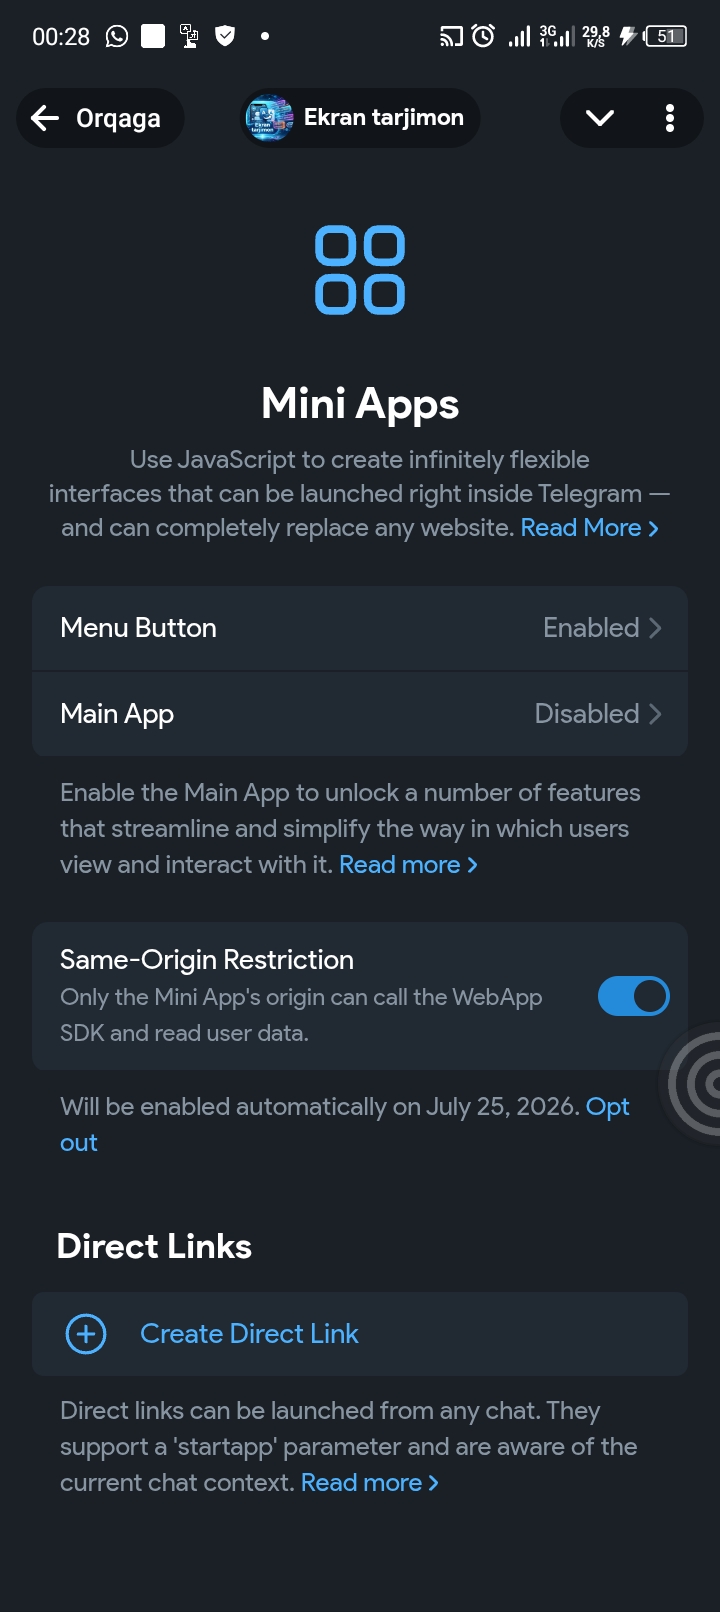 00:28
3G
29,8
K/S
51
Orqaga
Ekran tarjimon
Mini Apps
Use JavaScript to create infinitely flexible
interfaces that can be launched right inside Telegram —
and can completely replace any website. Read More
Menu Button
Enabled
Main App
Disabled
Enable the Main App to unlock a number of features
that streamline and simplify the way in which users
view and interact with it. Read more
Same-Origin Restriction
Only the Mini App's origin can call the WebApp
SDK and read user data.
Will be enabled automatically on July 25, 2026. Opt
out
Direct Links
Create Direct Link
Direct links can be launched from any chat. They
support a 'startapp' parameter and are aware of the
current chat context. Read more